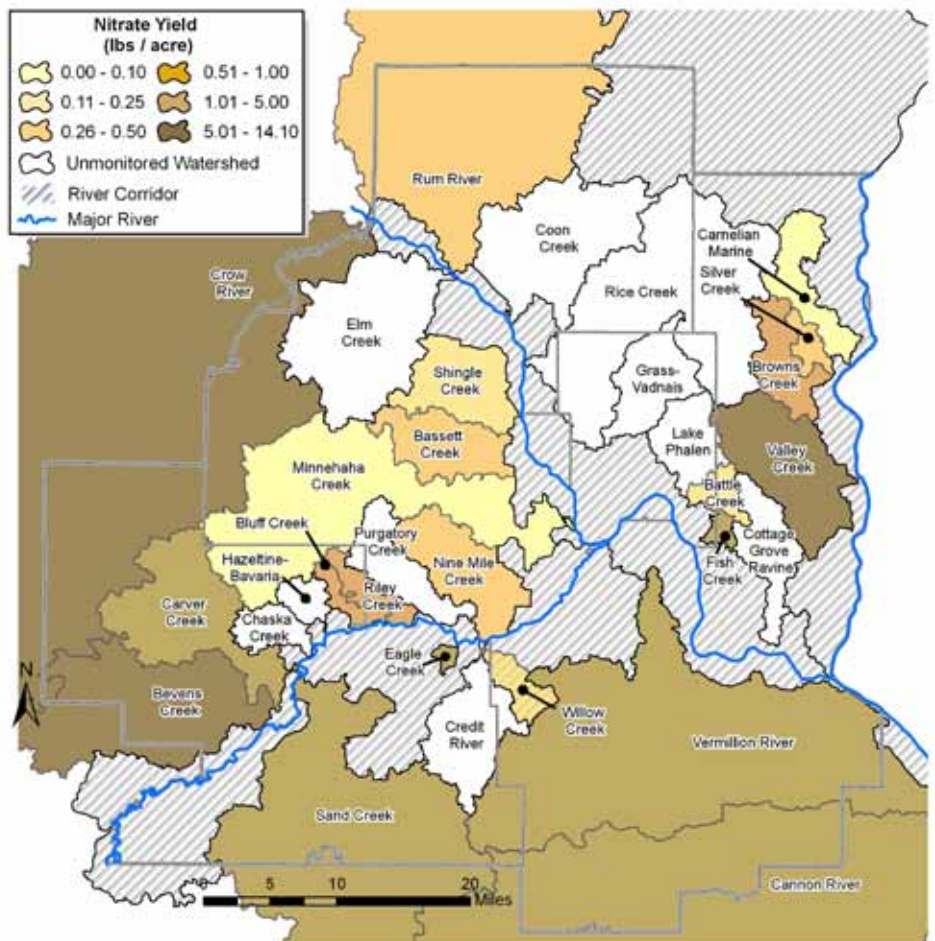 Nitrate Yield
(lbs / acre)
0.00 - 0.10
0.51 - 1.00
0.11 - 0.25
1.01 - 5.00
0.26 - 0.50
5.01 - 14.10
Unmonitored Watershed
River Corridor
Major River
Rum River
Coon
Creek
Carnelian
Marine
Silver
Creek
Crow
River
Rice Creek
Elm
Creek
Shingle
Creek
Grass-
Vadnais
Browns
Creek
Bassett
Creek
Lake
Phalen
Valley
Creek
Minnehaha
Creek
Battle
Creek
Bluff Creek
Purgatory
Creek
Cottage
Grove
Ravine
Hazeltine-
Bavaria
Nine Mile
Creek
Fish
Creek
Riley
Creek
Carver
Creek
Chaska
Creek
Eagle
Creek
N
Bevens
Creek
Willow
Creek
Credit
River
Vermillion River
Sand Creek
Cannon River
0 5 10 20
Miles